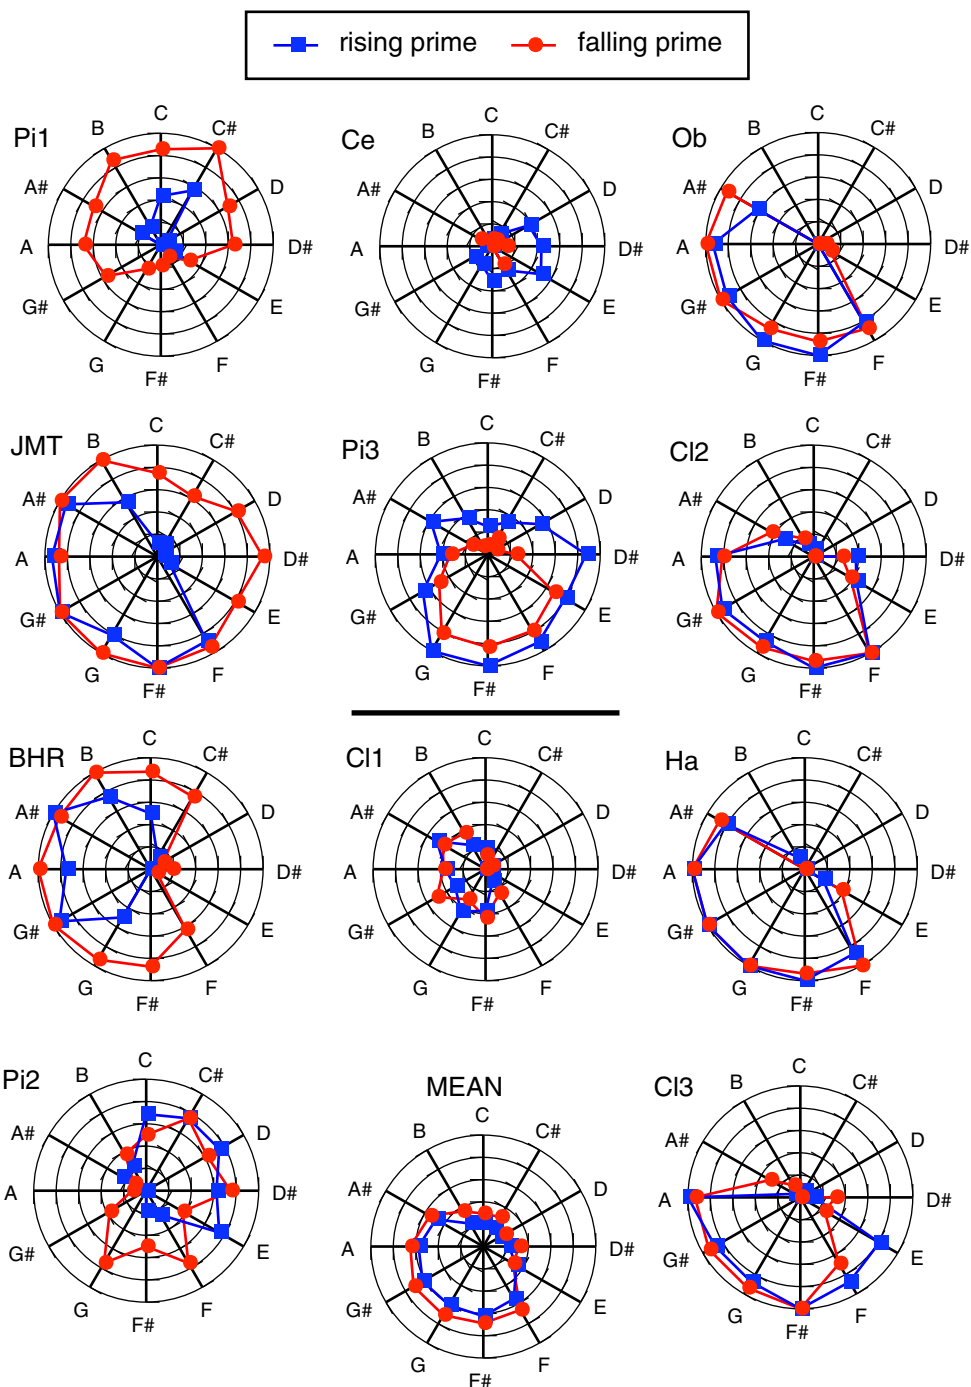 rising prime falling prime
Pi1 C Ce C Ob C
B C# B C# B C#
A# D A# D A# D
A D# A D# A D#
G# E G# E G# E
G F G F G F
F# F# F#
JMT C Pi3 C Cl2 C
B C# B C# B C#
A# D A# D A# D
A D# A D# A D#
G# E G# E G# E
G F G F G F
F# F# F#
BHR C Cl1 C Ha C
B C# B C# B C#
A# D A# D A# D
A D# A D# A D#
G# E G# E G# E
G F G F G F
F# F# F#
Pi2 C MEAN C Cl3 C
B C# B C# B C#
A# D A# D A# D
A D# A D# A D#
G# E G# E G# E
G F G F G F
F# F# F#